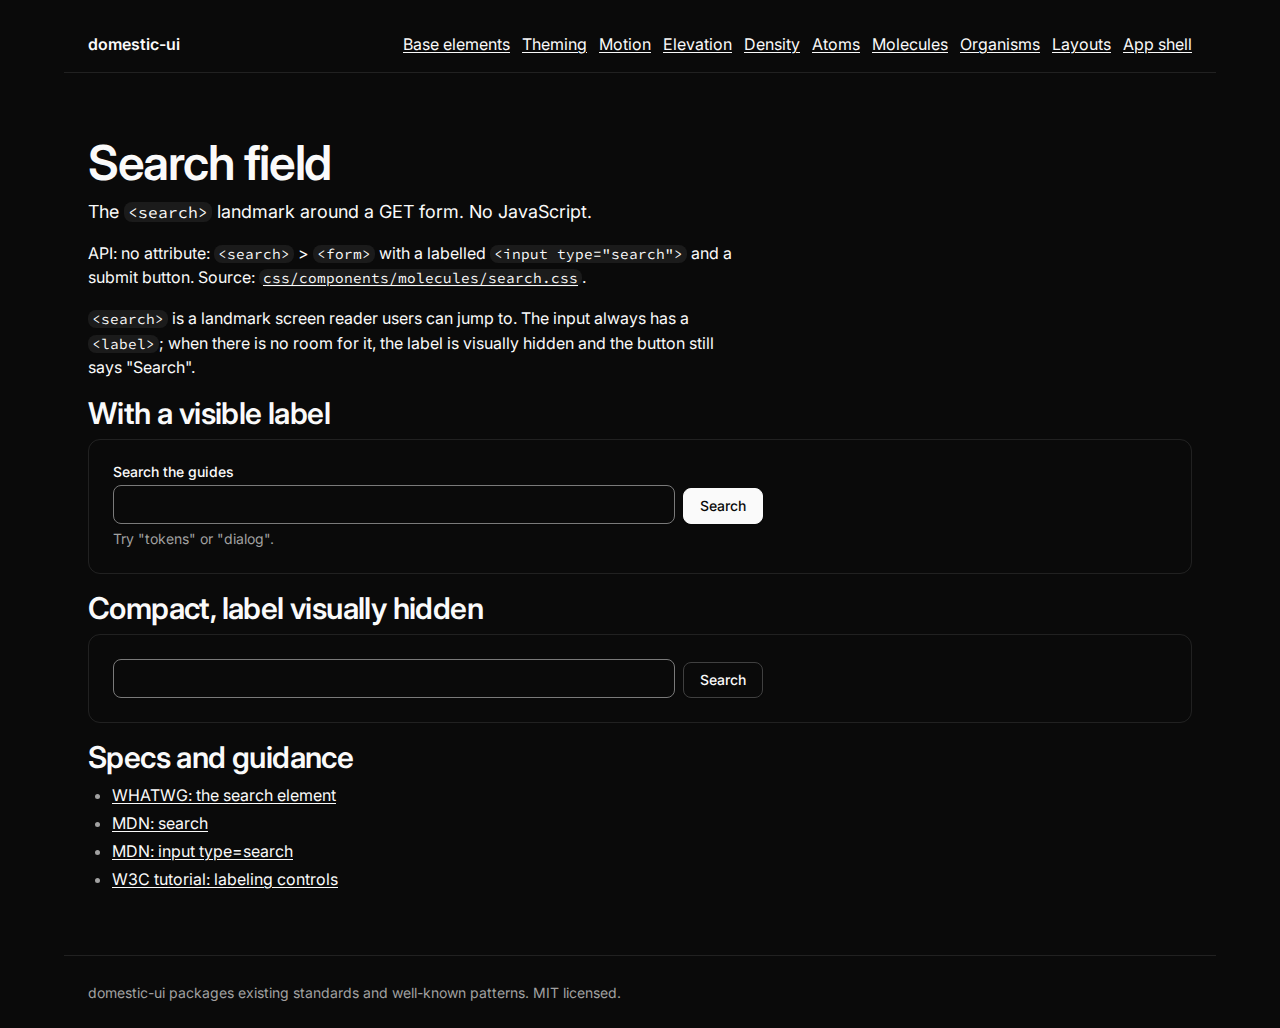 domestic-ui
Base elements Theming Motion Elevation Density Atoms Molecules Organisms Layouts App shell
Search field
The <search> landmark around a GET form. No JavaScript.
API: no attribute: <search> > <form> with a labelled <input type="search"> and a
submit button. Source: css/components/molecules/search.css.
<search> is a landmark screen reader users can jump to. The input always has a
<label>; when there is no room for it, the label is visually hidden and the button still
says "Search".
With a visible label
Search the guides
Search
Try "tokens" or "dialog".
Compact, label visually hidden
Search
Specs and guidance
WHATWG: the search element
MDN: search
MDN: input type=search
W3C tutorial: labeling controls
domestic-ui packages existing standards and well-known patterns. MIT licensed.